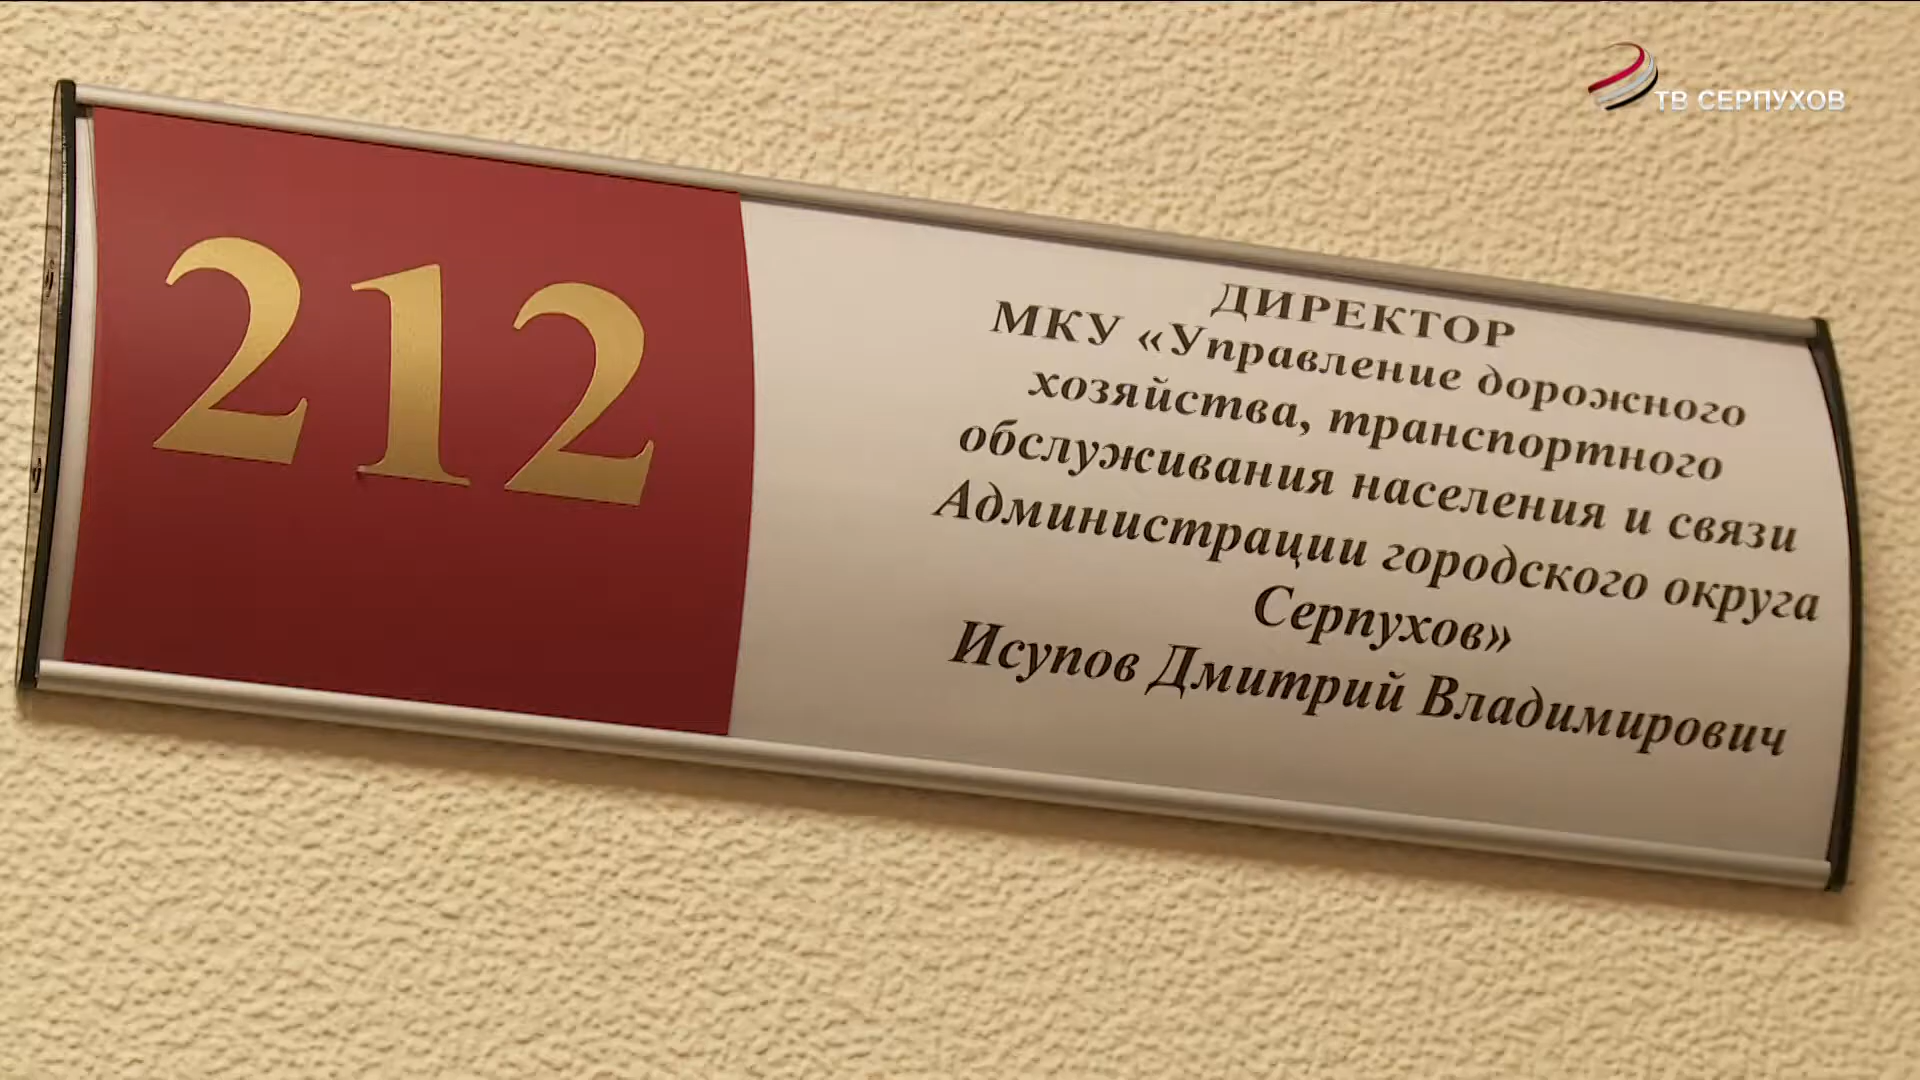 ТВ СЕРПУХОВ
212
ДИРЕКТОР
МКУ «Управление дорожного
хозяйства, транспортного
обслуживания населения и связи
Администрации городского округа
Серпухов»
Исупов Дмитрий Владимирович